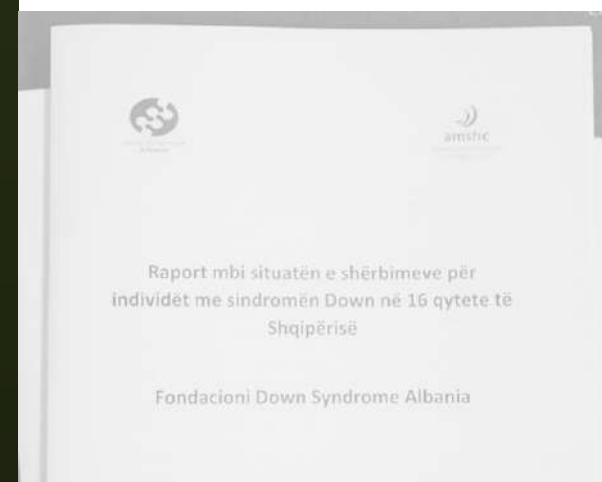 amshc
Raport mbi situatën e shërbimeve për
individët me sindromën Down në 16 qytete të
Shqipërisë
Fondacioni Down Syndrome Albania